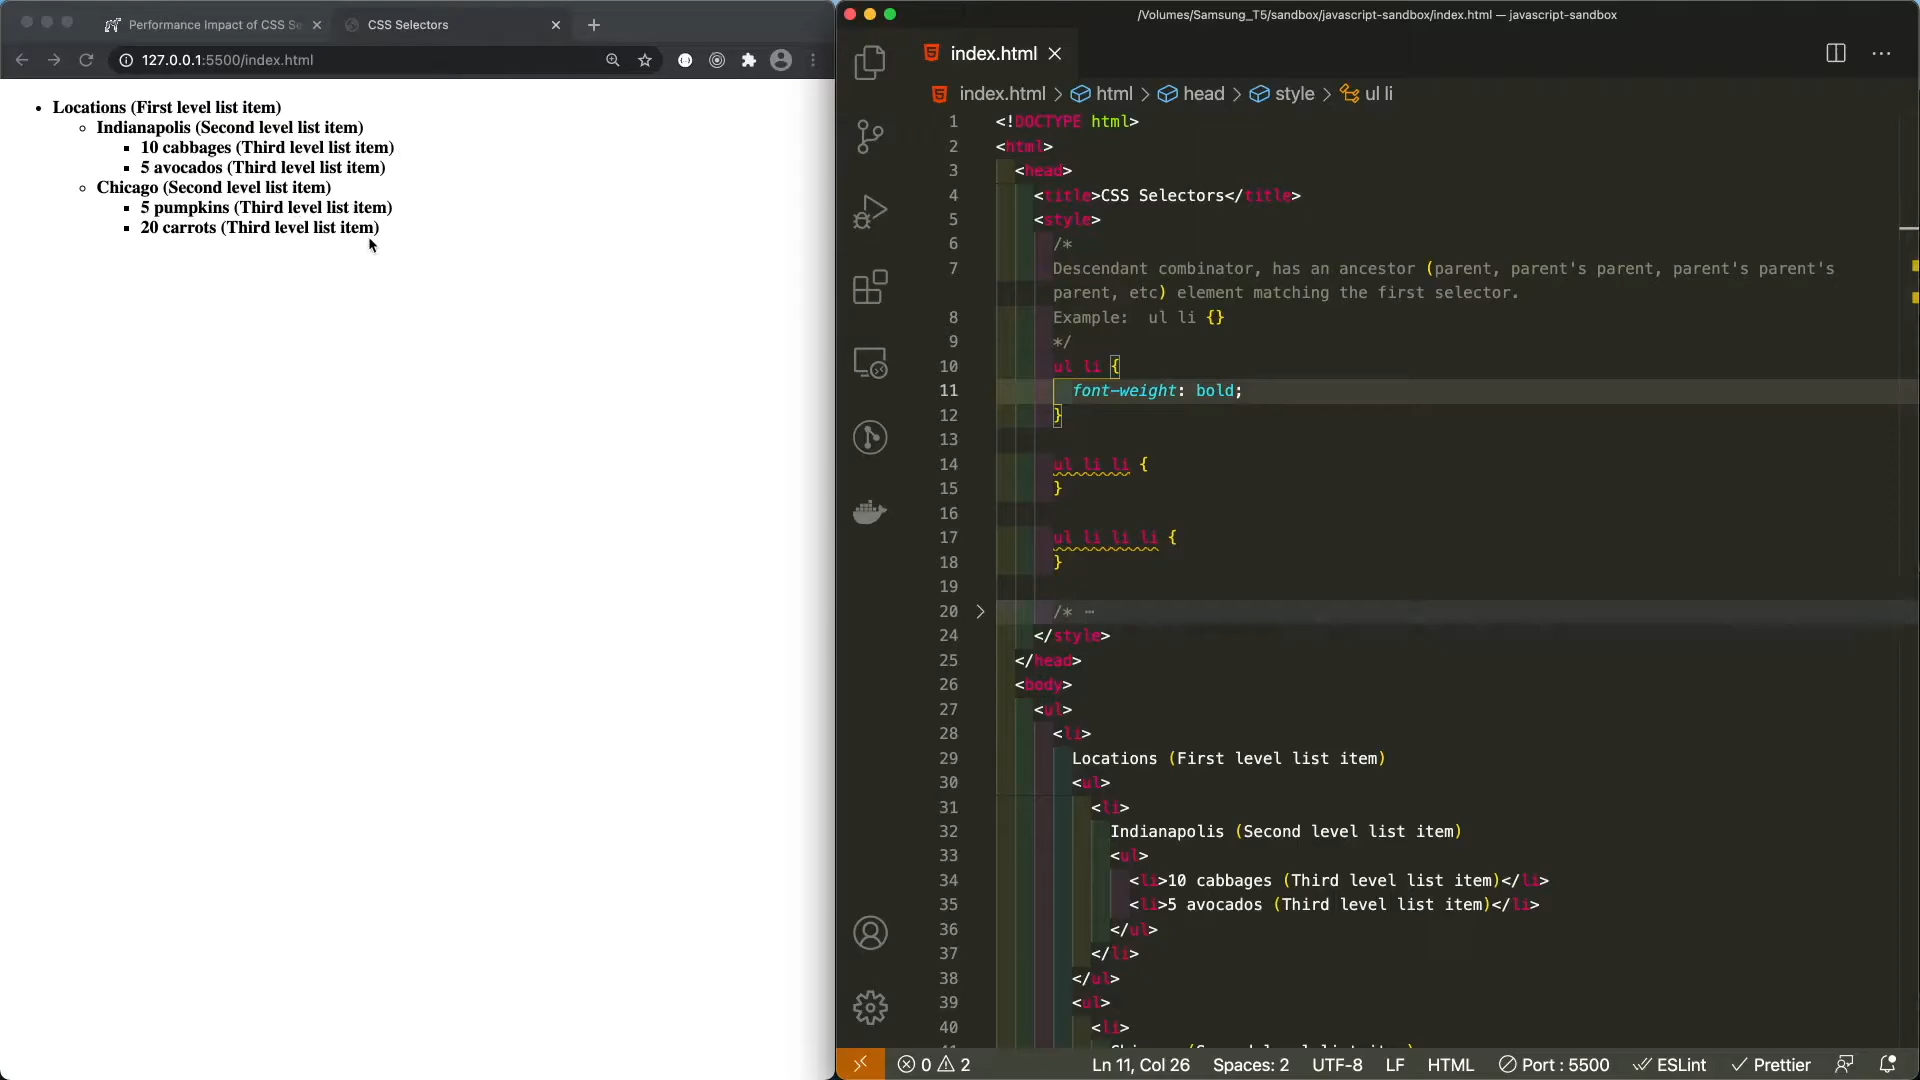 Performance Impact of CSS Se
CSS Selectors
127.0.0.1:5500/index.html
Locations (First level list item)
Indianapolis (Second level list item)
10 cabbages (Third level list item)
5 avocados (Third level list item)
Chicago (Second level list item)
5 pumpkins (Third level list item)
20 carrots (Third level list item)
/Volumes/Samsung_T5/sandbox/javascript-sandbox/index.html — javascript-sandbox
index.html
index.html > html > head > style > ul li
1 <!DOCTYPE html>
2 <html>
3 <head>
4 <title>CSS Selectors</title>
5 <style>
6 /*
7 Descendant combinator, has an ancestor (parent, parent's parent, parent's parent's
parent, etc) element matching the first selector.
8 Example:  ul li {}
9 */
10 ul li {
11 font-weight: bold;
12 }
13
14 ul li li {
15 }
16
17 ul li li li {
18 }
19
20 /* ⋯
24 </style>
25 </head>
26 <body>
27 <ul>
28 <li>
29 Locations (First level list item)
30 <ul>
31 <li>
32 Indianapolis (Second level list item)
33 <ul>
34 <li>10 cabbages (Third level list item)</li>
35 <li>5 avocados (Third level list item)</li>
36 </ul>
37 </li>
38 </ul>
39 <ul>
40 <li>
0 2 Ln 11, Col 26 Spaces: 2 UTF-8 LF HTML Port : 5500 ESLint Prettier